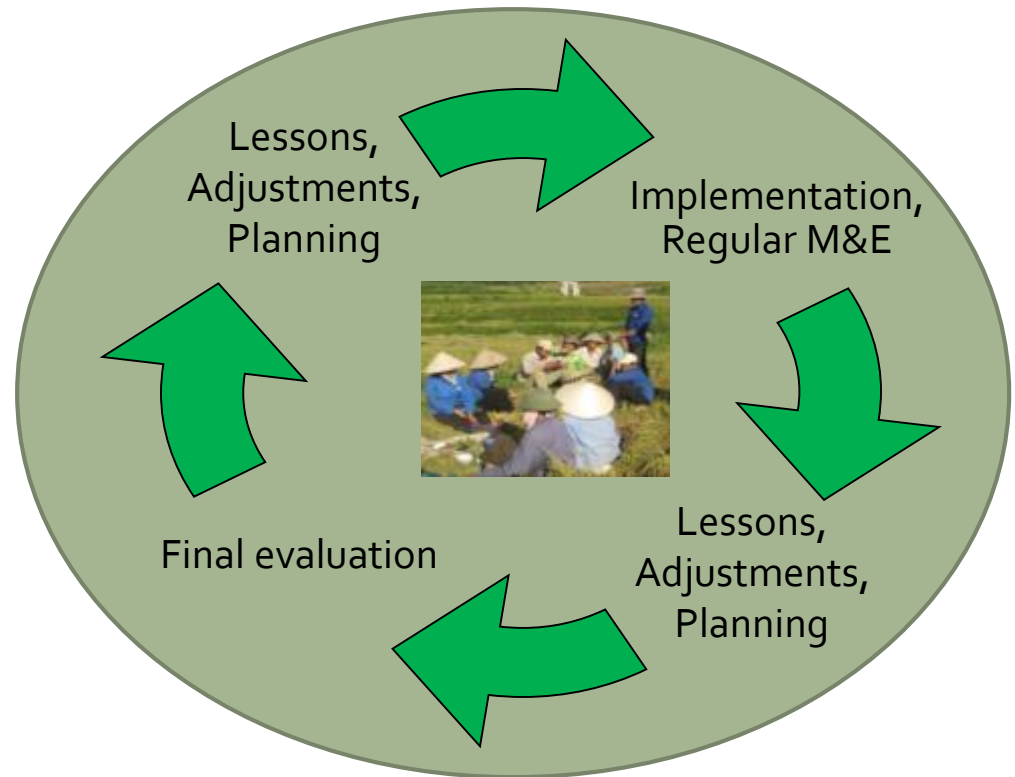 Lessons,
Adjustments,
Planning
Implementation,
Regular M&E
Lessons,
Adjustments,
Planning
Final evaluation